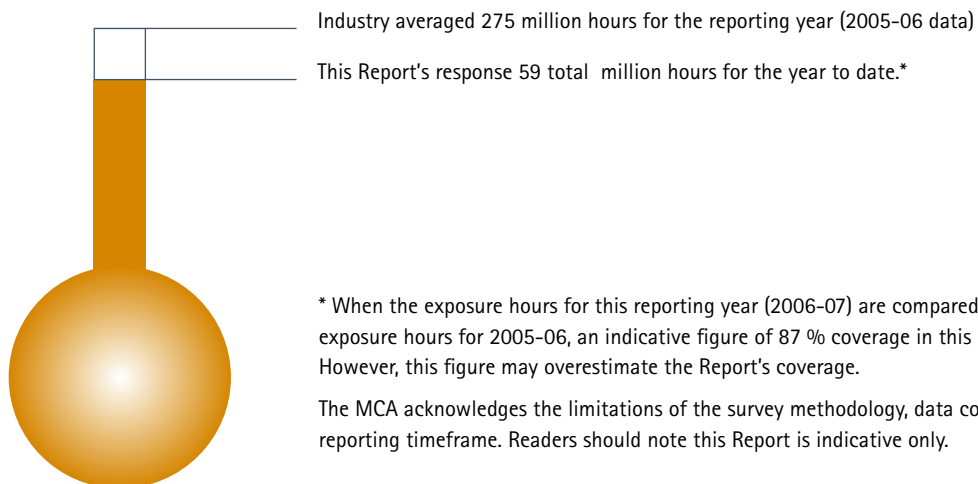 Industry averaged 275 million hours for the reporting year (2005-06 data)
This Report's response 59 total million hours for the year to date.*
* When the exposure hours for this reporting year (2006-07) are compared
exposure hours for 2005-06, an indicative figure of 87 % coverage in this
However, this figure may overestimate the Report's coverage.
The MCA acknowledges the limitations of the survey methodology, data co
reporting timeframe. Readers should note this Report is indicative only.